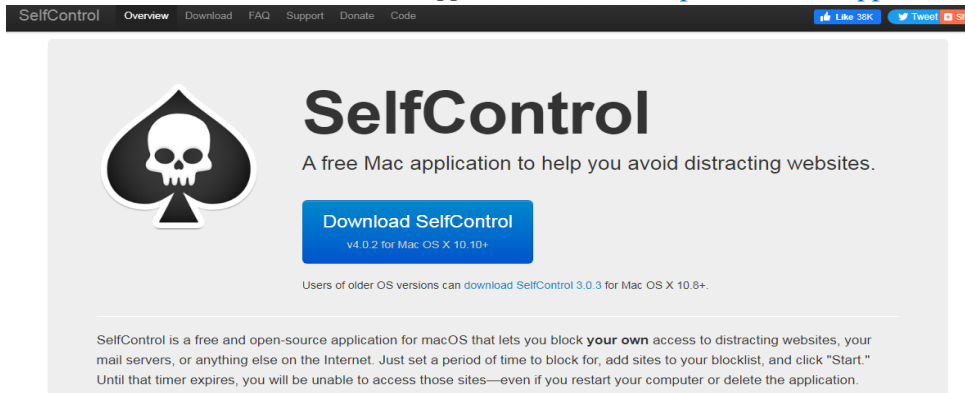 SelfControl Overview Download FAQ Support Donate Code Like 38K Tweet
SelfControl
A free Mac application to help you avoid distracting websites.
Download SelfControl
v4.0.2 for Mac OS X 10.10+
Users of older OS versions can download SelfControl 3.0.3 for Mac OS X 10.8+.
SelfControl is a free and open-source application for macOS that lets you block your own access to distracting websites, your
mail servers, or anything else on the Internet. Just set a period of time to block for, add sites to your blocklist, and click "Start."
Until that timer expires, you will be unable to access those sites—even if you restart your computer or delete the application.